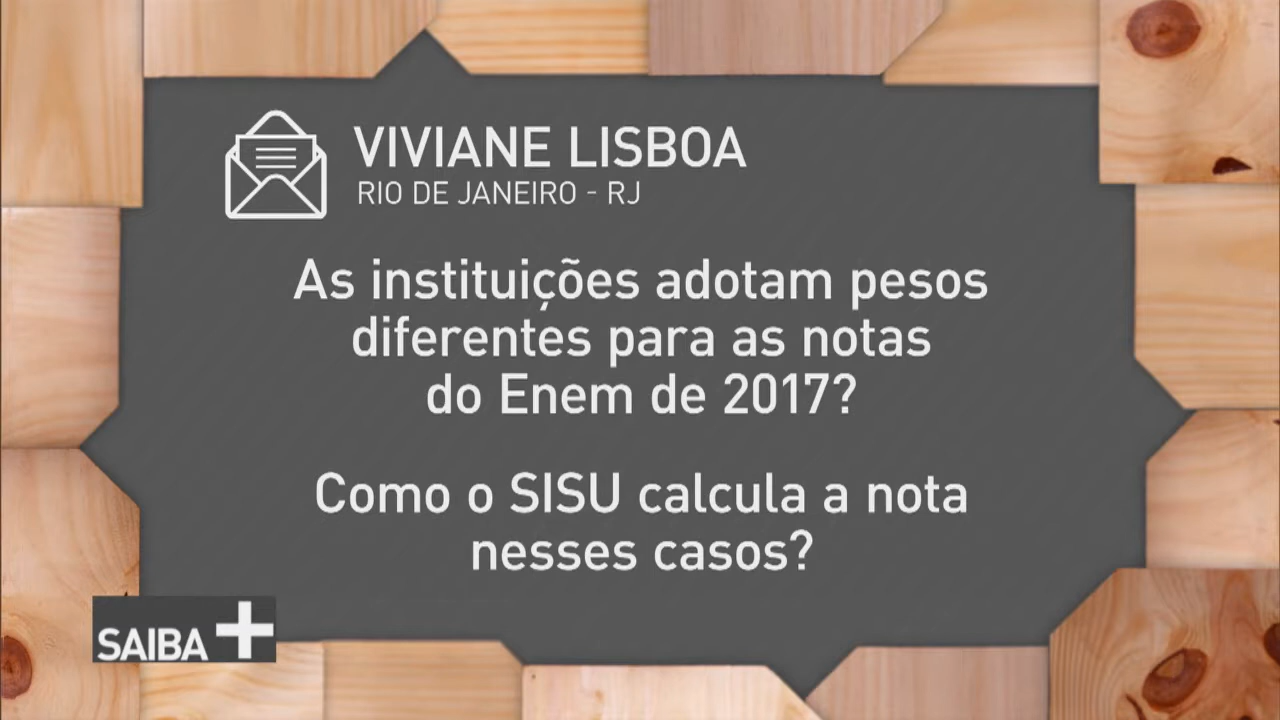 VIVIANE LISBOA
RIO DE JANEIRO - RJ
As instituições adotam pesos
diferentes para as notas
do Enem de 2017?
Como o SISU calcula a nota
nesses casos?
SAIBA+